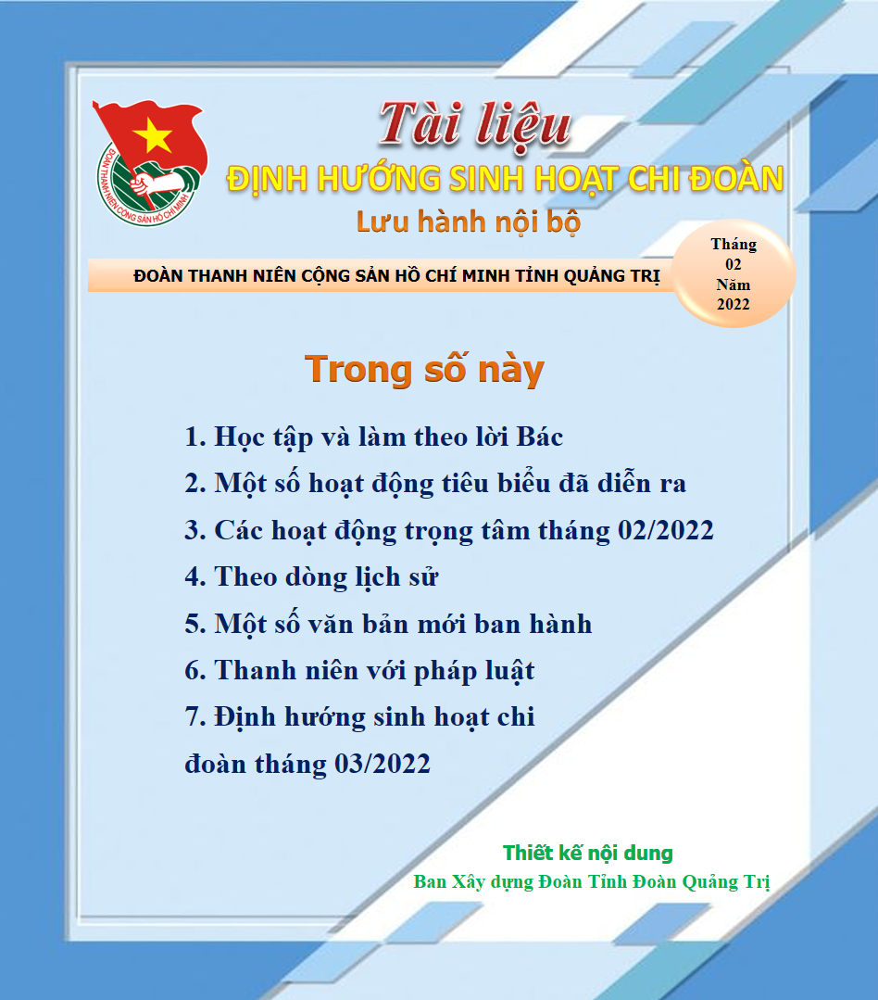 Tài liệu
ĐỊNH HƯỚNG SINH HOẠT CHI ĐOÀN
Lưu hành nội bộ
ĐOÀN THANH NIÊN CỘNG SẢN HỒ CHÍ MINH
ĐOÀN THANH NIÊN CỘNG SẢN HỒ CHÍ MINH TỈNH QUẢNG TRỊ
Tháng
02
Năm
2022
Trong số này
1. Học tập và làm theo lời Bác
2. Một số hoạt động tiêu biểu đã diễn ra
3. Các hoạt động trọng tâm tháng 02/2022
4. Theo dòng lịch sử
5. Một số văn bản mới ban hành
6. Thanh niên với pháp luật
7. Định hướng sinh hoạt chi
đoàn tháng 03/2022
Thiết kế nội dung
Ban Xây dựng Đoàn Tỉnh Đoàn Quảng Trị